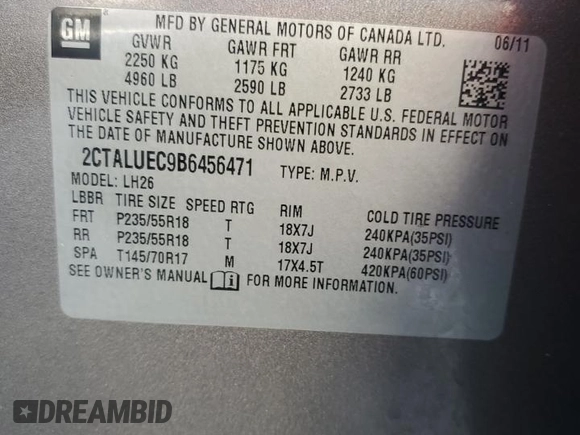 GM
®
MFD BY GENERAL MOTORS OF CANADA LTD.
06/11
GVWR GAWR FRT GAWR RR
2250 KG 1175 KG 1240 KG
4960 LB 2590 LB 2733 LB
THIS VEHICLE CONFORMS TO ALL APPLICABLE U.S. FEDERAL MOTOR
VEHICLE SAFETY AND THEFT PREVENTION STANDARDS IN EFFECT ON
THE DATE OF MANUFACTURE SHOWN ABOVE.
2CTALUEC9B6456471 TYPE: M.P.V.
MODEL: LH26
LBBR TIRE SIZE SPEED RTG RIM COLD TIRE PRESSURE
FRT P235/55R18 T 18X7J 240KPA(35PSI)
RR P235/55R18 T 18X7J 240KPA(35PSI)
SPA T145/70R17 M 17X4.5T 420KPA(60PSI)
SEE OWNER'S MANUAL i FOR MORE INFORMATION.
DREAMBID